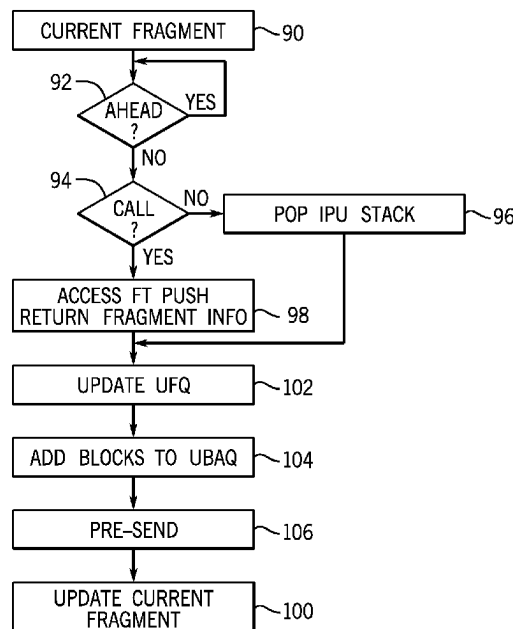 CURRENT FRAGMENT
90
92
AHEAD
?
YES
NO
94
CALL
?
NO
YES
POP IPU STACK
96
ACCESS FT PUSH
RETURN FRAGMENT INFO
98
UPDATE UFQ
102
ADD BLOCKS TO UBAQ
104
PRE-SEND
106
UPDATE CURRENT
FRAGMENT
100